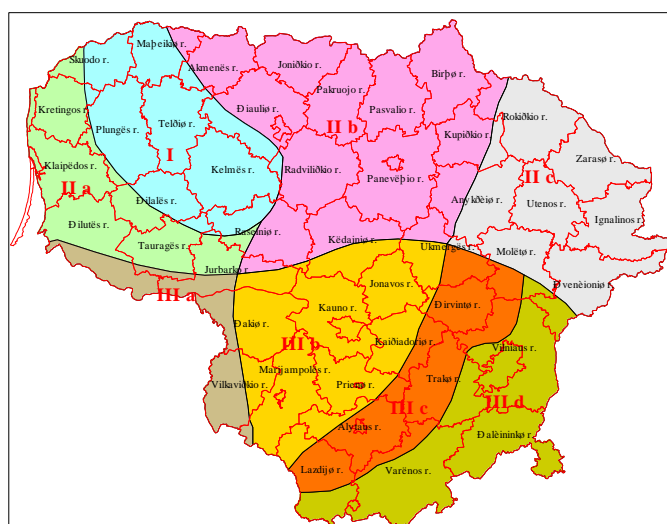 Maþeikiø r.
Skuodo r.
Akmenës r.
Joniðkio r.
Birþø r.
Pakruojo r.
Kretingos r.
Ðiauliø r.
Pasvalio r.
Rokiðkio r.
Plungës r.
Telðiø r.
II b
Kupiðkio r.
I
Zarasø r.
Klaipëdos r.
Kelmës r.
Radviliðkio r.
Panevëþio r.
II c
II a
Anykðèiø r.
Utenos r.
Ðilalës r.
Ignalinos r.
Ðilutës r.
Raseiniø r.
Këdainiø r.
Tauragës r.
Ukmergës r.
Molëtø r.
Jurbarko r.
Jonavos r.
Ðvenèioniø r.
III a
Ðirvintø r.
Kauno r.
Ðakiø r.
Kaiðiadoriø r.
III b
Vilniaus r.
Marijampolës r.
Vilkaviðkio r.
Prienø r.
Trakø r.
III c
III d
Alytaus r.
Ðalèininkø r.
Lazdijø r.
Varënos r.